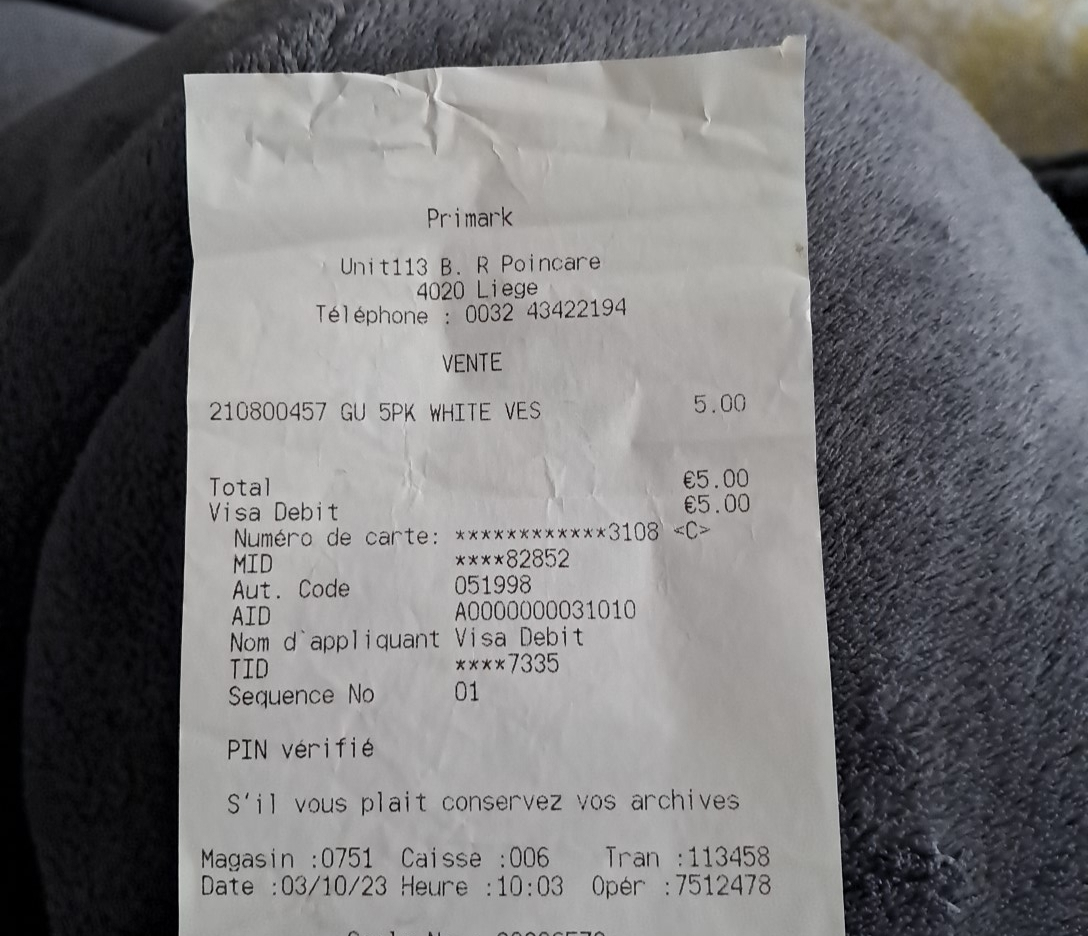 Primark
Unit113 B. R Poincare
4020 Liege
Téléphone : 0032 43422194
VENTE
210800457 GU 5PK WHITE VES 5.00
Total €5.00
Visa Debit €5.00
Numéro de carte: ************3108 <C>
MID ****82852
Aut. Code 051998
AID A0000000031010
Nom d`appliquant Visa Debit
TID ****7335
Sequence No 01
PIN vérifié
S'il vous plait conservez vos archives
Magasin :0751 Caisse :006 Tran :113458
Date :03/10/23 Heure :10:03 Opér :7512478